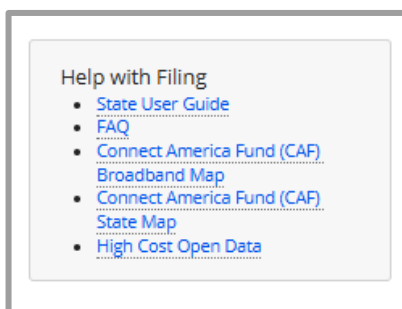 Help with Filing
• State User Guide
• FAQ
• Connect America Fund (CAF)
Broadband Map
• Connect America Fund (CAF)
State Map
• High Cost Open Data